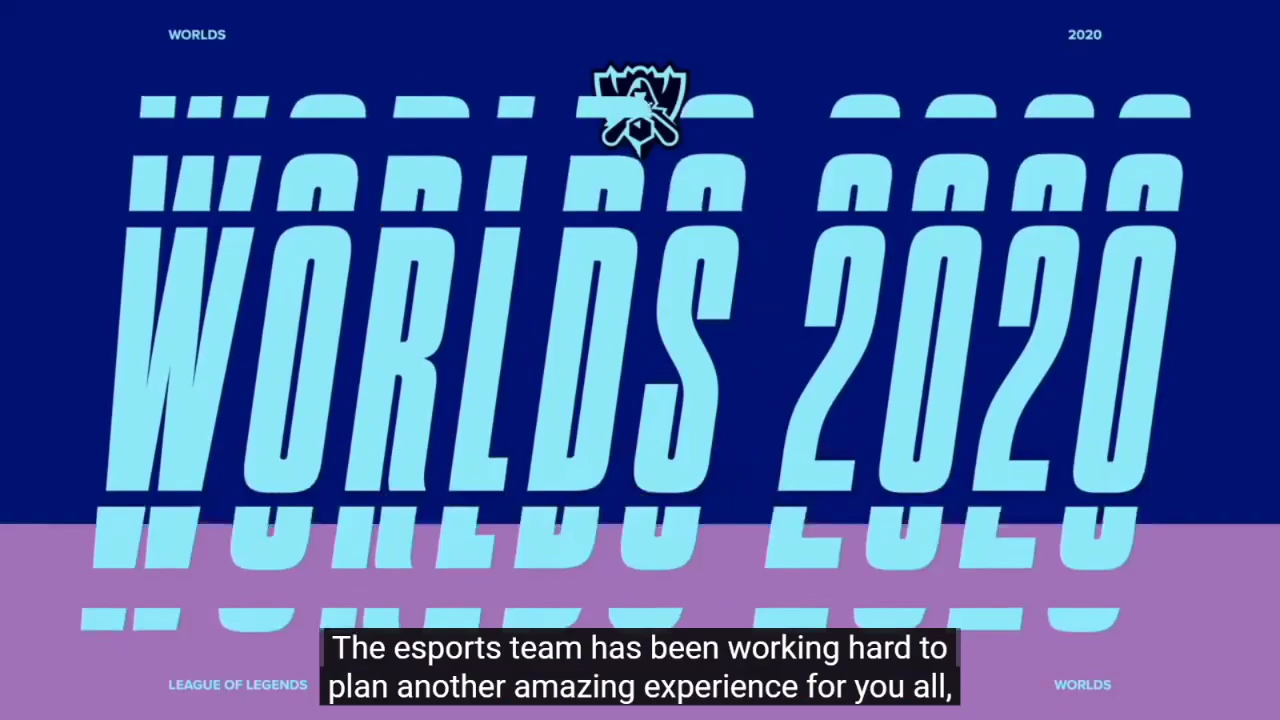 WORLDS 2020
WORLDS 2020
LEAGUE OF LEGENDS WORLDS
The esports team has been working hard to
plan another amazing experience for you all,